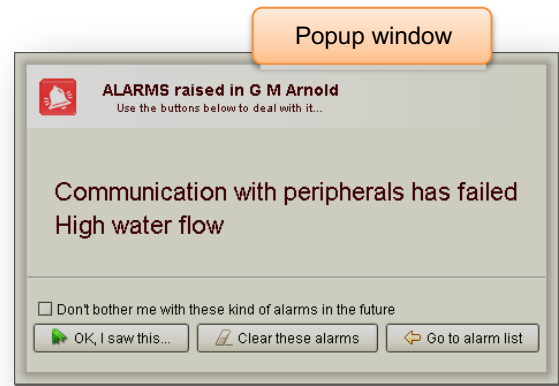 Popup window
ALARMS raised in G M Arnold
Use the buttons below to deal with it...
Communication with peripherals has failed
High water flow
Don't bother me with these kind of alarms in the future
OK, I saw this...
Clear these alarms
Go to alarm list